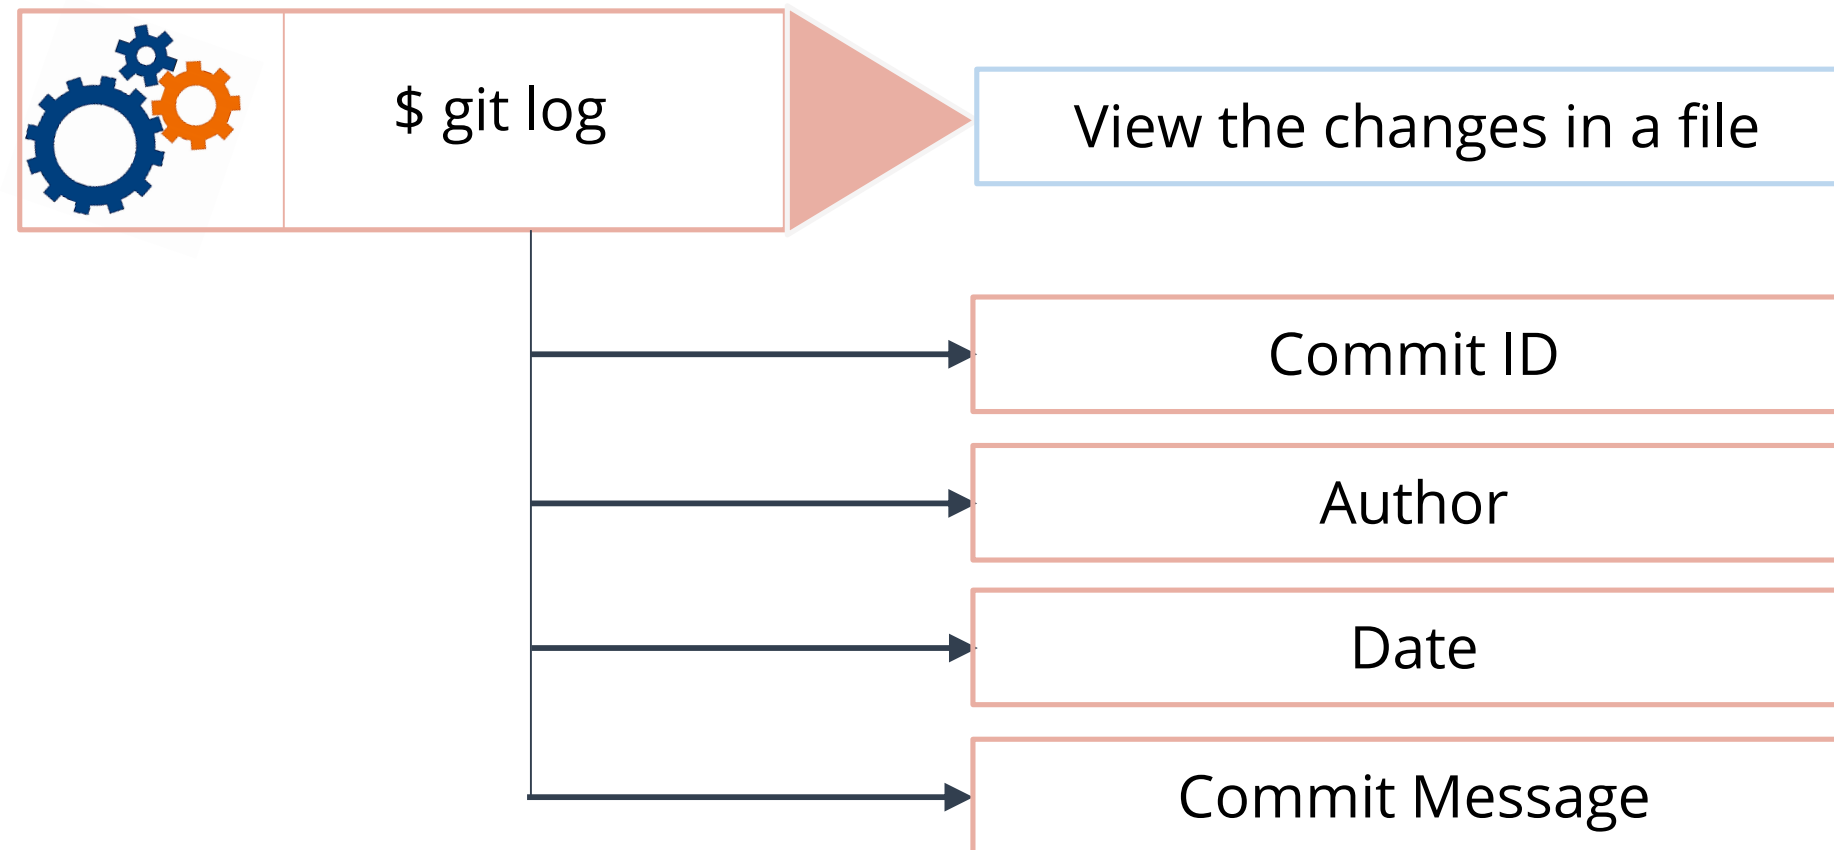 $ git log
View the changes in a file
Commit ID
Author
Date
Commit Message